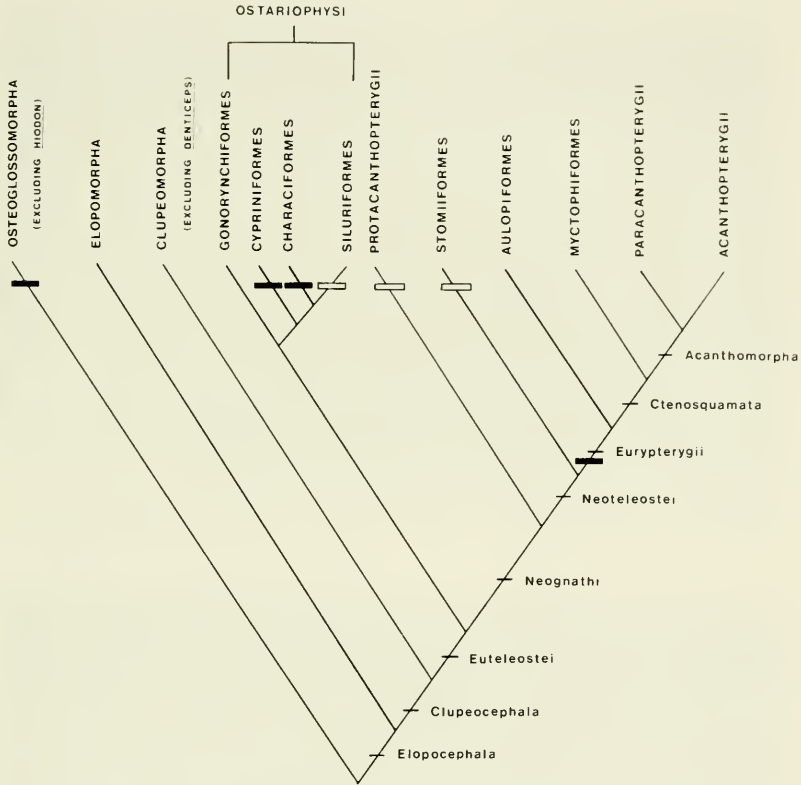 OSTARIOPHYSI
OSTEOGLOSSOMORPHA
(EXCLUDING HIODON)
ELOPOMORPHA
CLUPEOMORPHA
(EXCLUDING DENTICEPS)
GONORYNCHIFORMES
CYPRINIFORMES
CHARACIFORMES
SILURIFORMES
PROTACANTHOPTERYGII
STOMIIFORMES
AULOPIFORMES
MYCTOPHIFORMES
PARACANTHOPTERYGII
ACANTHOPTERYGII
Acanthomorpha
Ctenosquamata
Eurypterygii
Neoteleostei
Neognathi
Euteleostei
Clupeocephala
Elopocephala